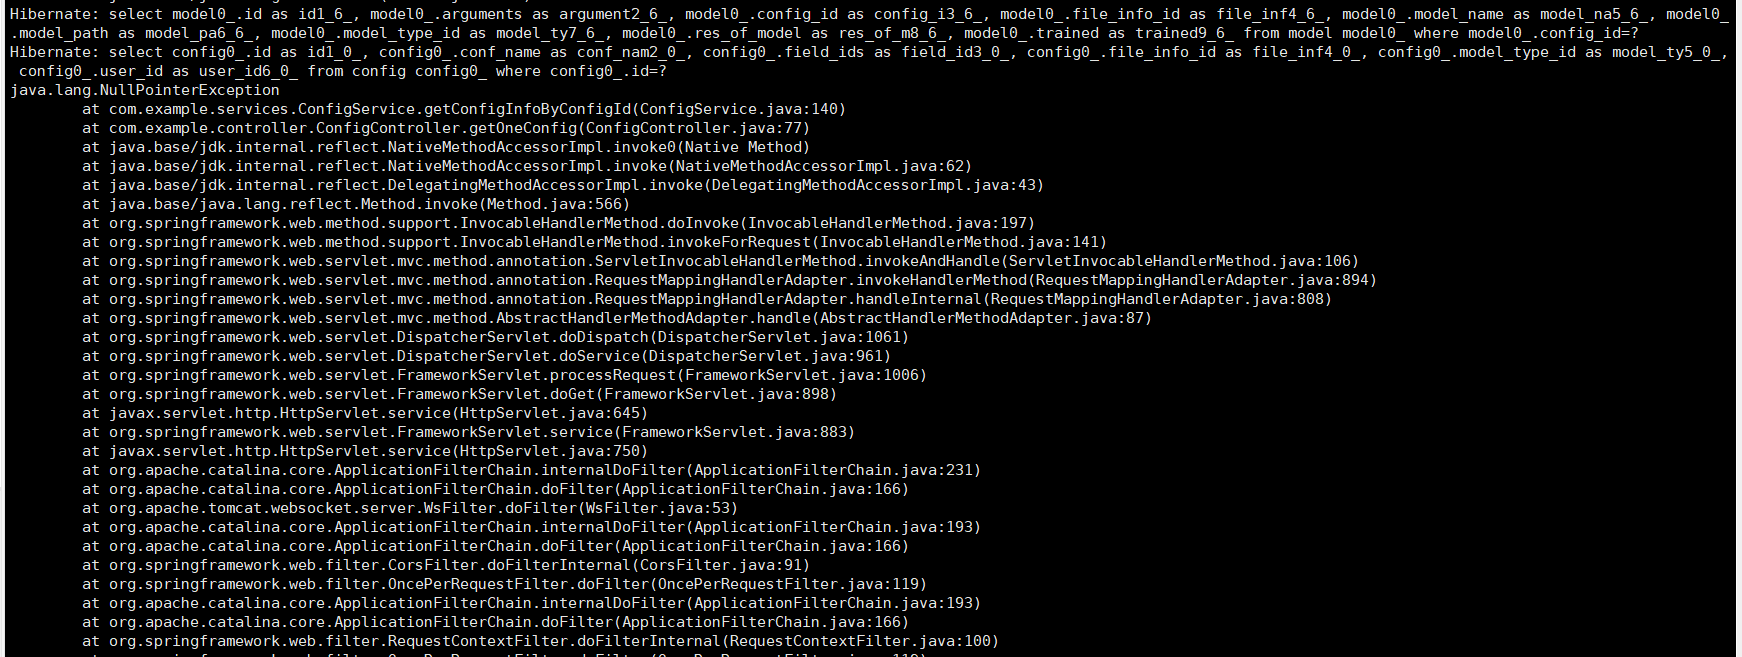 Hibernate: select model0_.id as id1_6_, model0_.arguments as argument2_6_, model0_.config_id as config_i3_6_, model0_.file_info_id as file_inf4_6_, model0_.model_name as model_na5_6_, model0_
.model_path as model_pa6_6_, model0_.model_type_id as model_ty7_6_, model0_.res_of_model as res_of_m8_6_, model0_.trained as trained9_6_ from model model0_ where model0_.config_id=?
Hibernate: select config0_.id as id1_0_, config0_.conf_name as conf_nam2_0_, config0_.field_ids as field_id3_0_, config0_.file_info_id as file_inf4_0_, config0_.model_type_id as model_ty5_0_,
config0_.user_id as user_id6_0_ from config config0_ where config0_.id=?
java.lang.NullPointerException
at com.example.services.ConfigService.getConfigInfoByConfigId(ConfigService.java:140)
at com.example.controller.ConfigController.getOneConfig(ConfigController.java:77)
at java.base/jdk.internal.reflect.NativeMethodAccessorImpl.invoke0(Native Method)
at java.base/jdk.internal.reflect.NativeMethodAccessorImpl.invoke(NativeMethodAccessorImpl.java:62)
at java.base/jdk.internal.reflect.DelegatingMethodAccessorImpl.invoke(DelegatingMethodAccessorImpl.java:43)
at java.base/java.lang.reflect.Method.invoke(Method.java:566)
at org.springframework.web.method.support.InvocableHandlerMethod.doInvoke(InvocableHandlerMethod.java:197)
at org.springframework.web.method.support.InvocableHandlerMethod.invokeForRequest(InvocableHandlerMethod.java:141)
at org.springframework.web.servlet.mvc.method.annotation.ServletInvocableHandlerMethod.invokeAndHandle(ServletInvocableHandlerMethod.java:106)
at org.springframework.web.servlet.mvc.method.annotation.RequestMappingHandlerAdapter.invokeHandlerMethod(RequestMappingHandlerAdapter.java:894)
at org.springframework.web.servlet.mvc.method.annotation.RequestMappingHandlerAdapter.handleInternal(RequestMappingHandlerAdapter.java:808)
at org.springframework.web.servlet.mvc.method.AbstractHandlerMethodAdapter.handle(AbstractHandlerMethodAdapter.java:87)
at org.springframework.web.servlet.DispatcherServlet.doDispatch(DispatcherServlet.java:1061)
at org.springframework.web.servlet.DispatcherServlet.doService(DispatcherServlet.java:961)
at org.springframework.web.servlet.FrameworkServlet.processRequest(FrameworkServlet.java:1006)
at org.springframework.web.servlet.FrameworkServlet.doGet(FrameworkServlet.java:898)
at javax.servlet.http.HttpServlet.service(HttpServlet.java:645)
at org.springframework.web.servlet.FrameworkServlet.service(FrameworkServlet.java:883)
at javax.servlet.http.HttpServlet.service(HttpServlet.java:750)
at org.apache.catalina.core.ApplicationFilterChain.internalDoFilter(ApplicationFilterChain.java:231)
at org.apache.catalina.core.ApplicationFilterChain.doFilter(ApplicationFilterChain.java:166)
at org.apache.tomcat.websocket.server.WsFilter.doFilter(WsFilter.java:53)
at org.apache.catalina.core.ApplicationFilterChain.internalDoFilter(ApplicationFilterChain.java:193)
at org.apache.catalina.core.ApplicationFilterChain.doFilter(ApplicationFilterChain.java:166)
at org.springframework.web.filter.CorsFilter.doFilterInternal(CorsFilter.java:91)
at org.springframework.web.filter.OncePerRequestFilter.doFilter(OncePerRequestFilter.java:119)
at org.apache.catalina.core.ApplicationFilterChain.internalDoFilter(ApplicationFilterChain.java:193)
at org.apache.catalina.core.ApplicationFilterChain.doFilter(ApplicationFilterChain.java:166)
at org.springframework.web.filter.RequestContextFilter.doFilterInternal(RequestContextFilter.java:100)